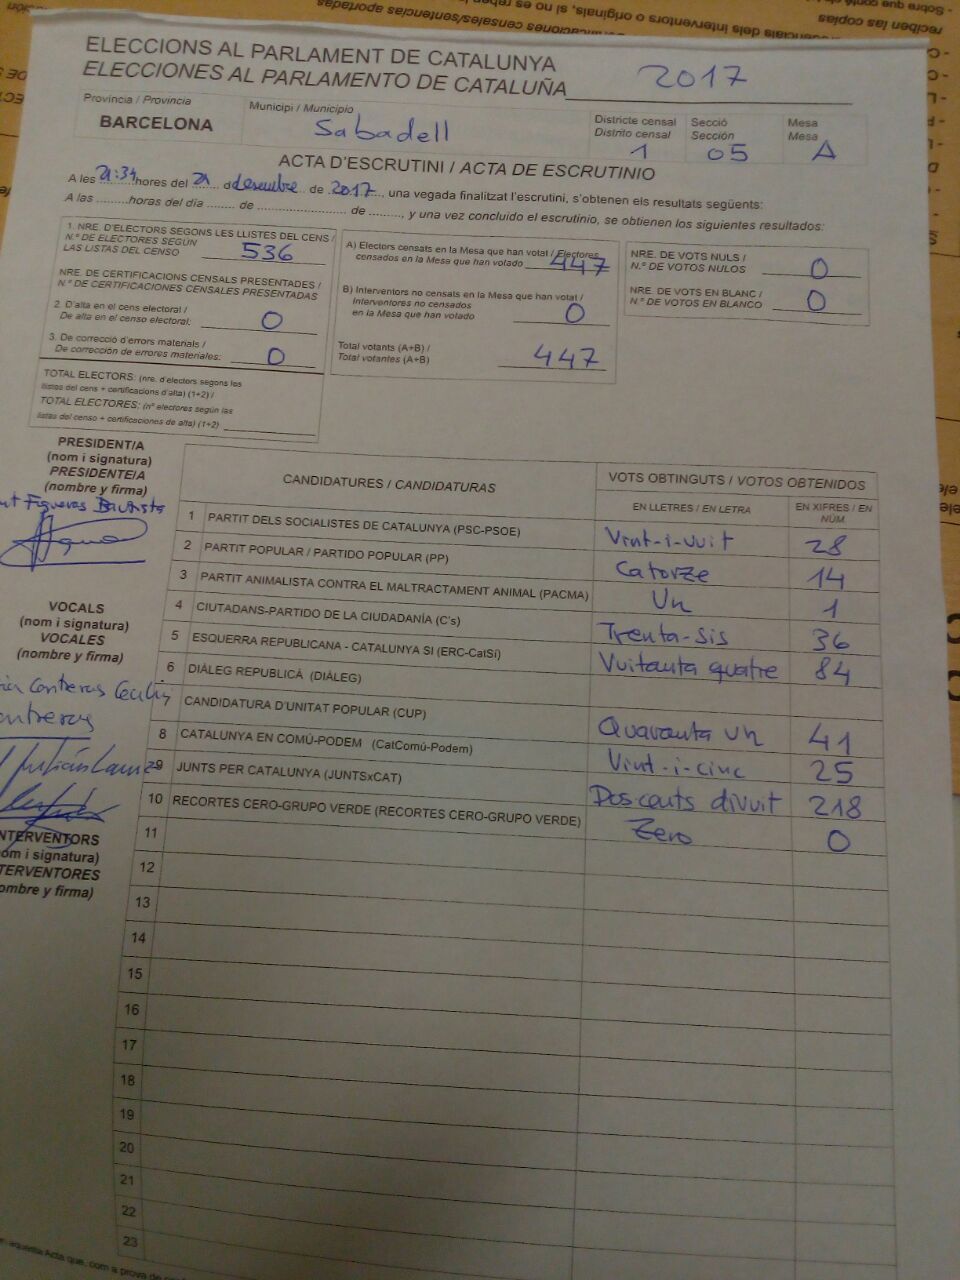 ELECCIONS AL PARLAMENT DE CATALUNYA
ELECCIONES AL PARLAMENTO DE CATALUÑA 2017
Província / Provincia
BARCELONA
Municipi / Municipio
Sabadell
Districte censal
Distrito censal
1
Secció
Sección
05
Mesa
Mesa
A
ACTA D'ESCRUTINI / ACTA DE ESCRUTINIO
A les 21:34 hores del 21 d desembre de 2017, una vegada finalitzat l'escrutini, s'obtenen els resultats següents:
A las .........horas del día ........ de .......................... de ........., y una vez concluido el escrutinio, se obtienen los siguientes resultados:
1. NRE. D'ELECTORS SEGONS LES LLISTES DEL CENS /
N.º DE ELECTORES SEGÚN
LAS LISTAS DEL CENSO 536
NRE. DE CERTIFICACIONS CENSALS PRESENTADES /
N.º DE CERTIFICACIONES CENSALES PRESENTADAS
2. D'alta en el cens electoral /
De alta en el censo electoral: 0
3. De correcció d'errors materials /
De corrección de errores materiales: 0
TOTAL ELECTORS: (nre. d'electors segons les
llistes del cens + certificacions d'alta) (1+2) /
TOTAL ELECTORES: (nº electores según las
listas del censo + certificaciones de alta) (1+2)
A) Electors censats en la Mesa que han votat / Electores
censados en la Mesa que han votado 447
B) Interventors no censats en la Mesa que han votat /
Interventores no censados
en la Mesa que han votado 0
Total votants (A+B) /
Total votantes (A+B) 447
NRE. DE VOTS NULS /
N.º DE VOTOS NULOS 0
NRE. DE VOTS EN BLANC /
N.º DE VOTOS EN BLANCO 0
PRESIDENT/A
(nom i signatura)
PRESIDENTE/A
(nombre y firma)
Figueras Bautista
VOCALS
(nom i signatura)
VOCALES
(nombre y firma)
Contreras
NTERVENTORS
om i signatura)
TERVENTORES
ombre y firma)
CANDIDATURES / CANDIDATURAS
VOTS OBTINGUTS / VOTOS OBTENIDOS
EN LLETRES / EN LETRA
EN XIFRES / EN NÚM.
1 PARTIT DELS SOCIALISTES DE CATALUNYA (PSC-PSOE) Vint-i-vuit 28
2 PARTIT POPULAR / PARTIDO POPULAR (PP) Catorze 14
3 PARTIT ANIMALISTA CONTRA EL MALTRACTAMENT ANIMAL (PACMA) Un 1
4 CIUTADANS-PARTIDO DE LA CIUDADANÍA (C's) Trenta-sis 36
5 ESQUERRA REPUBLICANA - CATALUNYA SI (ERC-CatSí) Vuitanta quatre 84
6 DIÀLEG REPUBLICÀ (DIÀLEG)
7 CANDIDATURA D'UNITAT POPULAR (CUP) Quaranta un 41
8 CATALUNYA EN COMÚ-PODEM (CatComú-Podem) Vint-i-cinc 25
9 JUNTS PER CATALUNYA (JUNTSxCAT) Dos-cents divuit 218
10 RECORTES CERO-GRUPO VERDE (RECORTES CERO-GRUPO VERDE) Zero 0
11
12
13
14
15
16
17
18
19
20
21
22
23